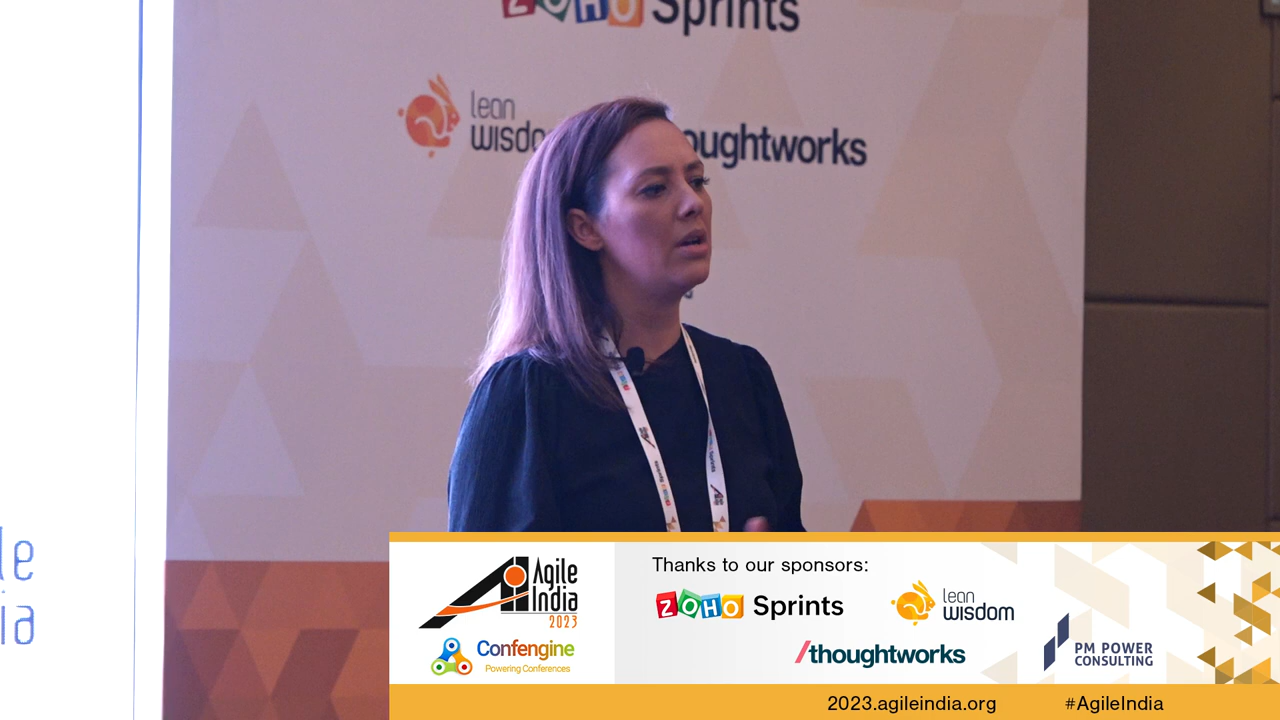 ZOHO Sprints
lean
wisdo
oughtworks
le
ia
Agile
India
2023
Confengine
Powering Conferences
Thanks to our sponsors:
ZOHO Sprints
lean
wisdom
/thoughtworks
PM POWER
CONSULTING
2023.agileindia.org
#AgileIndia